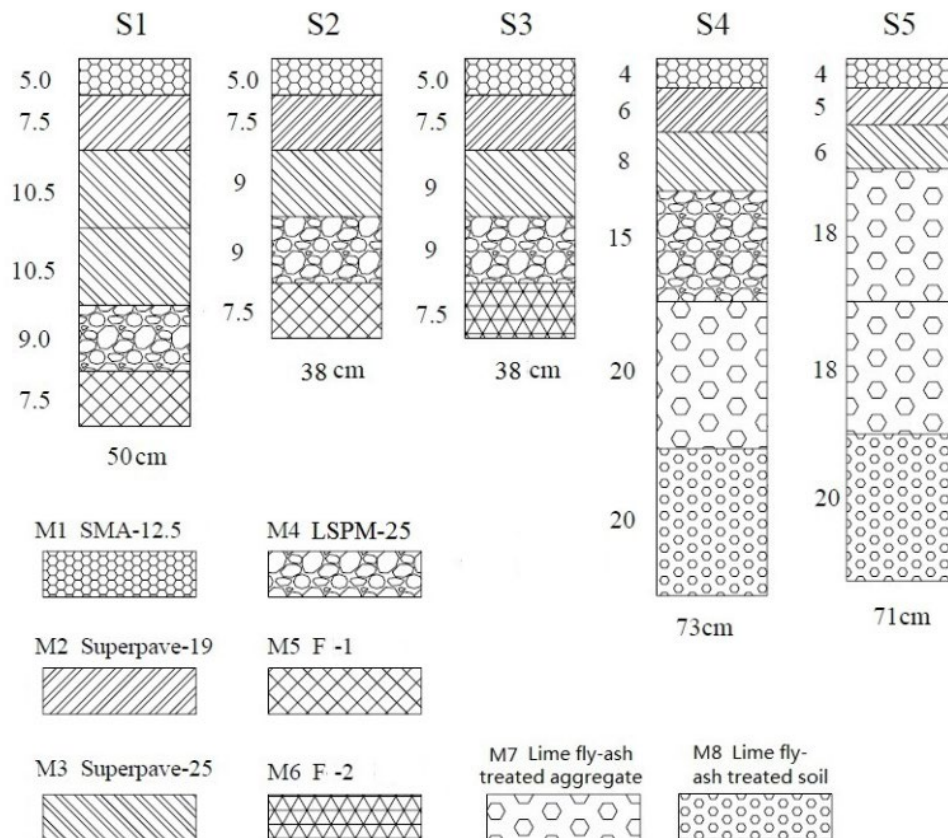 S1 S2 S3 S4 S5
5.0 5.0 5.0 4 4
7.5 7.5 7.5 6 5
10.5 9 9 8 6
10.5 9 9 15 18
9.0 7.5 7.5 20 18
7.5 38 cm 38 cm 20 20
50 cm 73cm 71cm
M1 SMA-12.5 M4 LSPM-25
M2 Superpave-19 M5 F -1
M3 Superpave-25 M6 F -2
M7 Lime fly-ash
treated aggregate
M8 Lime fly-
ash treated soil